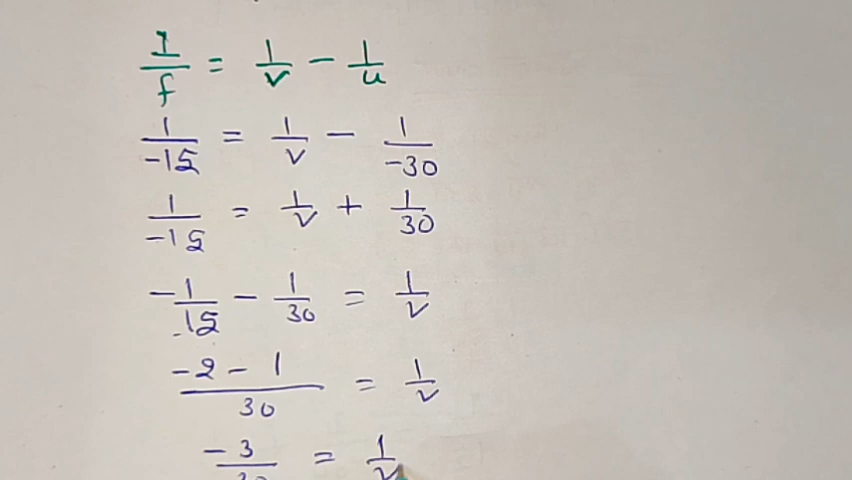 1/f = 1/v - 1/u
1/-15 = 1/v - 1/-30
1/-15 = 1/v + 1/30
-1/15 - 1/30 = 1/v
-2 - 1/30 = 1/v
-3/30 = 1/v